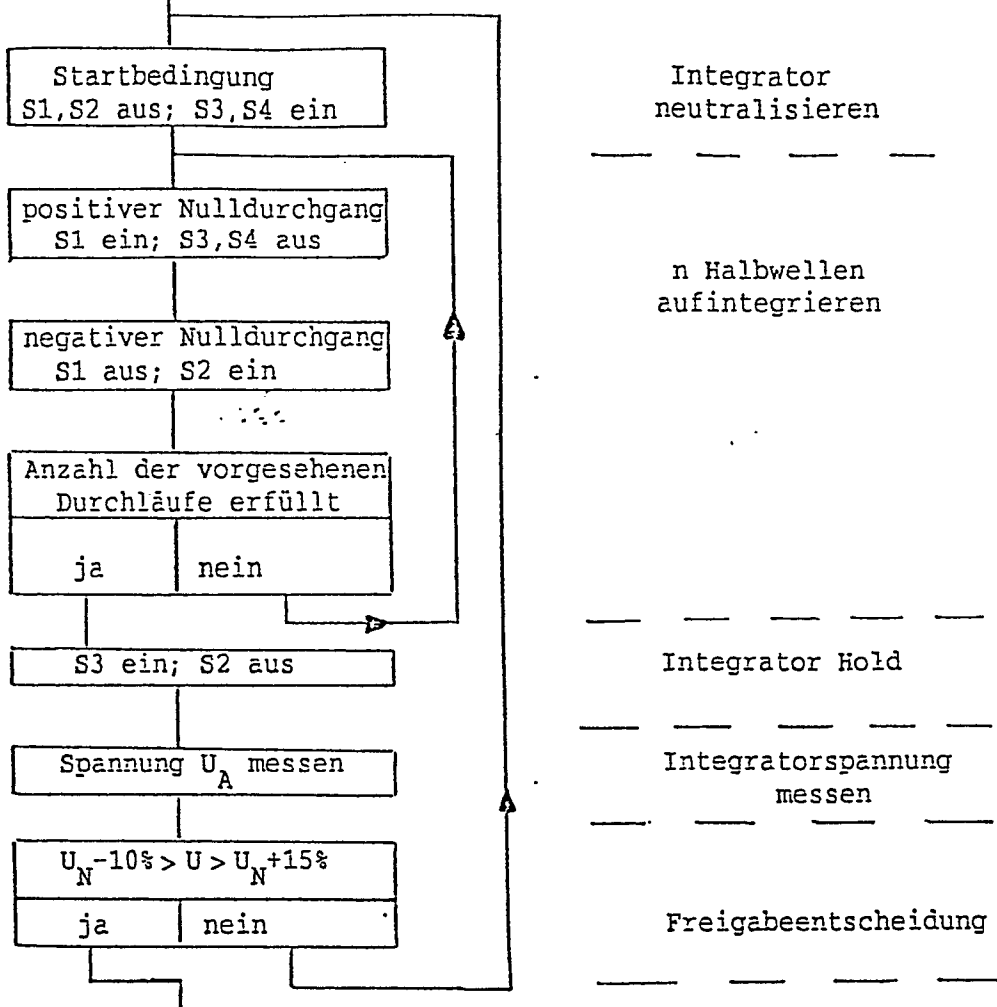 Startbedingung
S1,S2 aus; S3,S4 ein
Integrator
neutralisieren
positiver Nulldurchgang
S1 ein; S3,S4 aus
n Halbwellen
aufintegrieren
negativer Nulldurchgang
S1 aus; S2 ein
Anzahl der vorgesehenen
Durchläufe erfüllt
ja nein
S3 ein; S2 aus
Integrator Hold
Spannung U_A messen
Integratorspannung
messen
U_N-10% > U > U_N+15%
ja nein
Freigabeentscheidung